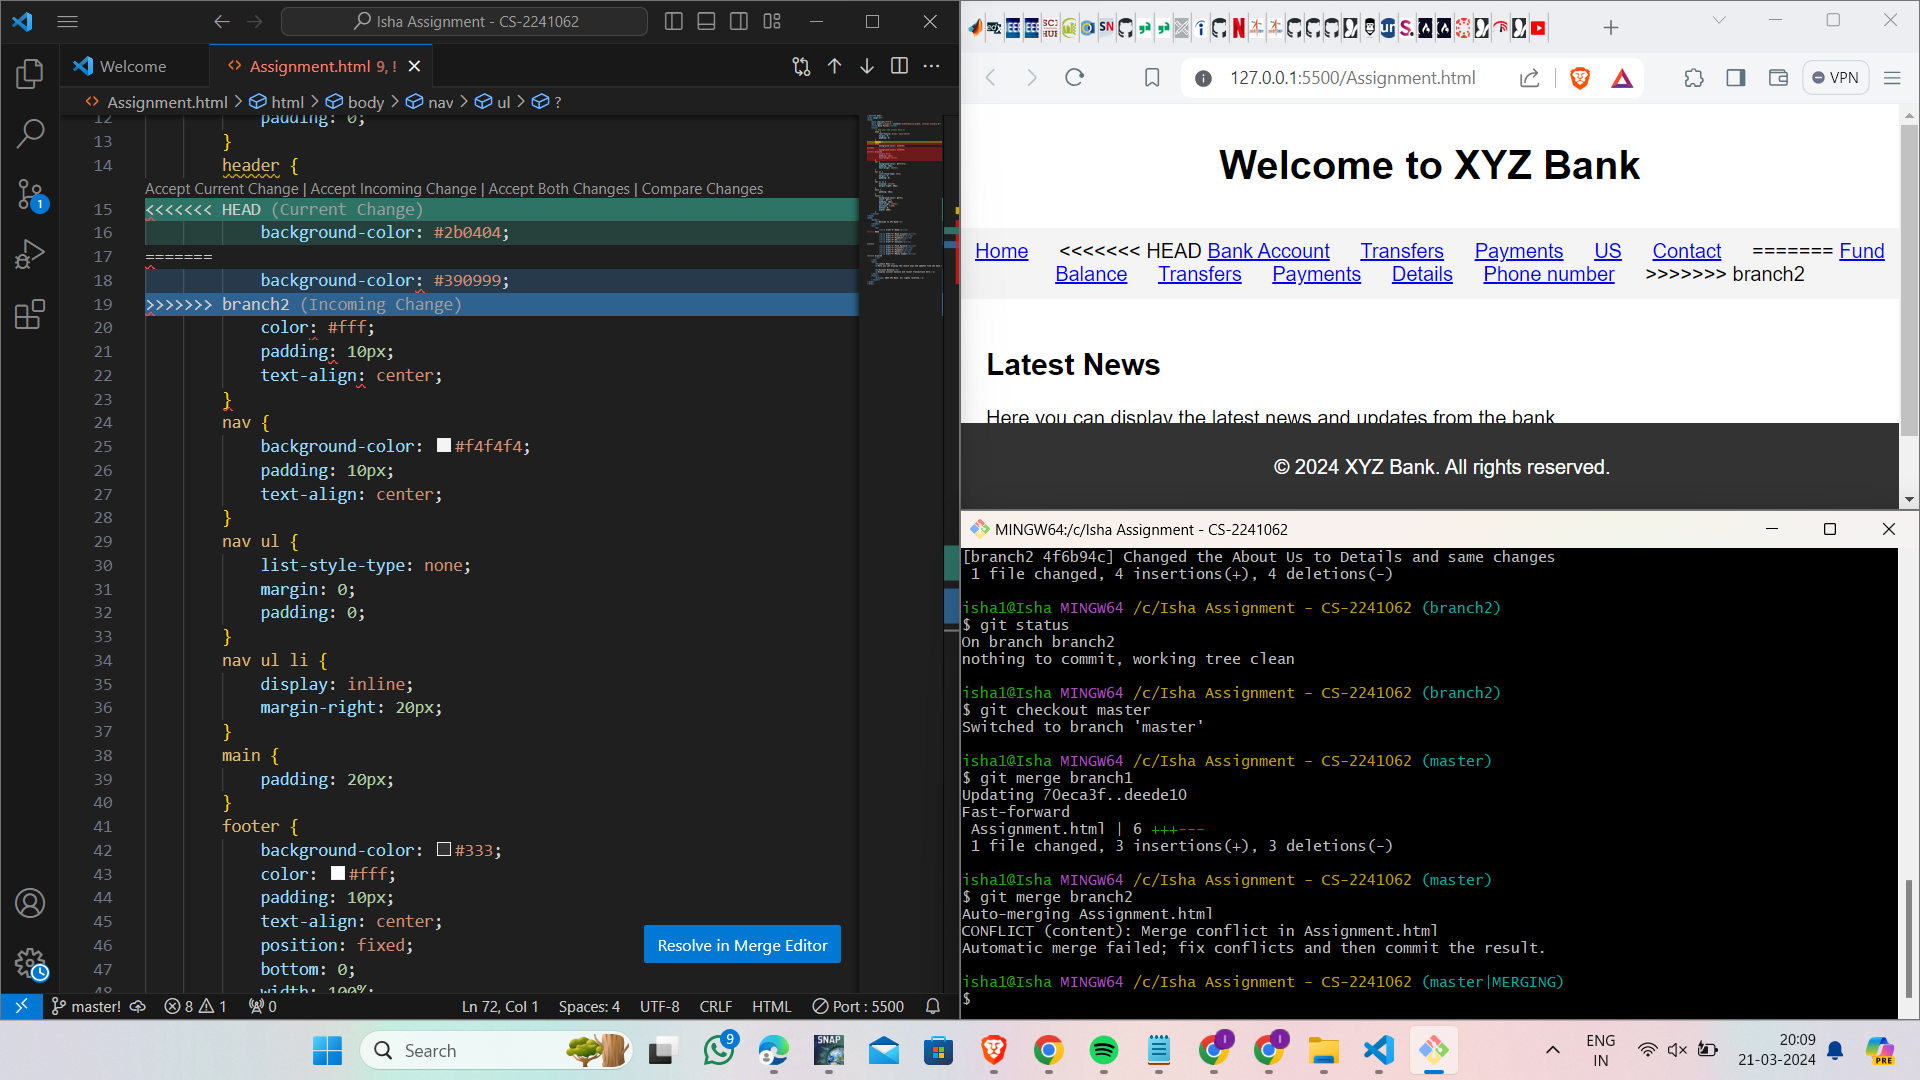 Isha Assignment - CS-2241062
Welcome
Assignment.html 9, !
Assignment.html > html > body > nav > ul > ?
12 padding: 0;
13 }
14 header {
Accept Current Change | Accept Incoming Change | Accept Both Changes | Compare Changes
15 <<<<<<< HEAD (Current Change)
16 background-color: #2b0404;
17 =======
18 background-color: #390999;
19 >>>>>>> branch2 (Incoming Change)
20 color: #fff;
21 padding: 10px;
22 text-align: center;
23 }
24 nav {
25 background-color: #f4f4f4;
26 padding: 10px;
27 text-align: center;
28 }
29 nav ul {
30 list-style-type: none;
31 margin: 0;
32 padding: 0;
33 }
34 nav ul li {
35 display: inline;
36 margin-right: 20px;
37 }
38 main {
39 padding: 20px;
40 }
41 footer {
42 background-color: #333;
43 color: #fff;
44 padding: 10px;
45 text-align: center;
46 position: fixed;
47 bottom: 0;
48 width: 100%;
Resolve in Merge Editor
1
master! 8 1 0 Ln 72, Col 1 Spaces: 4 UTF-8 CRLF HTML Port : 5500
127.0.0.1:5500/Assignment.html
VPN
Welcome to XYZ Bank
Home <<<<<<< HEAD Bank Account Transfers Payments US Contact ======= Fund
Balance Transfers Payments Details Phone number >>>>>>> branch2
Latest News
Here you can display the latest news and updates from the bank
© 2024 XYZ Bank. All rights reserved.
MINGW64:/c/Isha Assignment - CS-2241062
[branch2 4f6b94c] Changed the About Us to Details and same changes
1 file changed, 4 insertions(+), 4 deletions(-)
isha1@Isha MINGW64 /c/Isha Assignment - CS-2241062 (branch2)
$ git status
On branch branch2
nothing to commit, working tree clean
isha1@Isha MINGW64 /c/Isha Assignment - CS-2241062 (branch2)
$ git checkout master
Switched to branch 'master'
isha1@Isha MINGW64 /c/Isha Assignment - CS-2241062 (master)
$ git merge branch1
Updating 70eca3f..deede10
Fast-forward
Assignment.html | 6 +++---
1 file changed, 3 insertions(+), 3 deletions(-)
isha1@Isha MINGW64 /c/Isha Assignment - CS-2241062 (master)
$ git merge branch2
Auto-merging Assignment.html
CONFLICT (content): Merge conflict in Assignment.html
Automatic merge failed; fix conflicts and then commit the result.
isha1@Isha MINGW64 /c/Isha Assignment - CS-2241062 (master|MERGING)
$
Search
9
SNAP
ENG
IN
20:09
21-03-2024
PRE